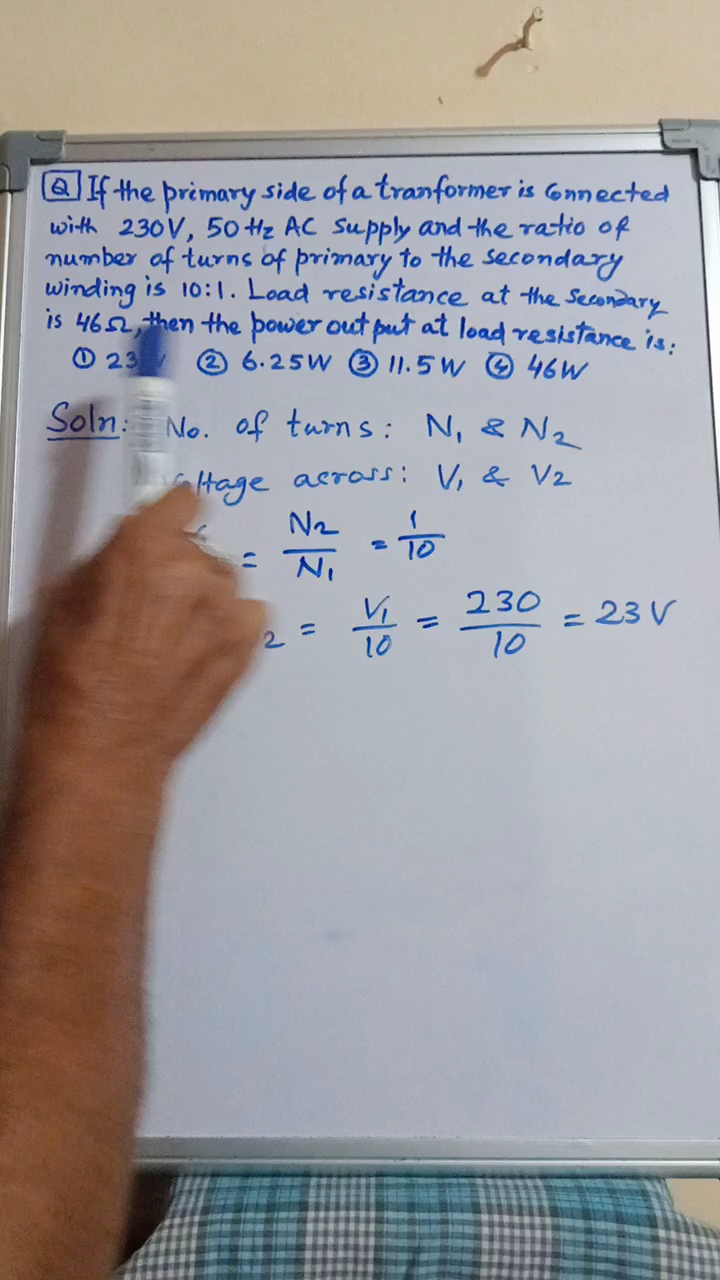 Q If the primary side of a tranformer is Connected
with 230V, 50 Hz AC Supply and the ratio of
number of turns of primary to the secondary
winding is 10:1. Load resistance at the Secondary
is 46Ω, then the power out put at load resistance is:
① 23 ② 6.25W ③ 11.5W ④ 46W
Soln: No. of turns: N₁ & N₂
across: V₁ & V2
= N₂/N₁ = 1/10
2 = V₁/10 = 230/10 = 23V